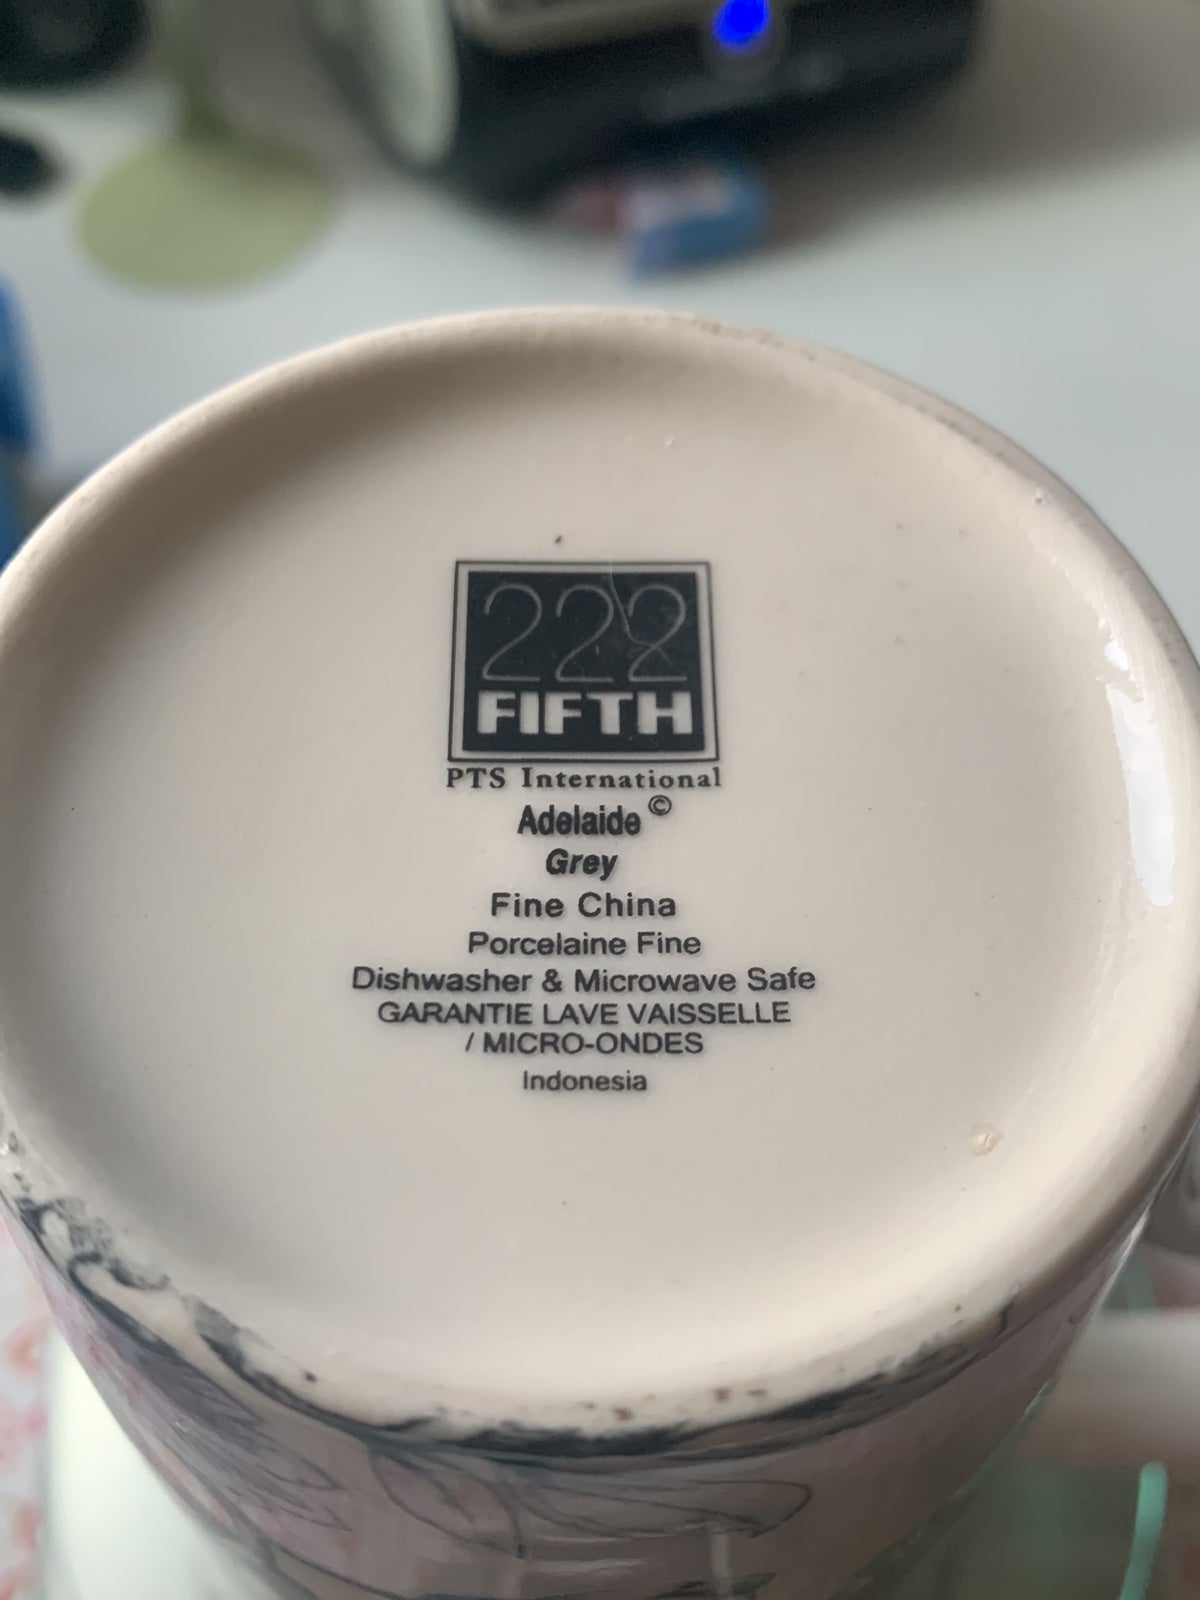 222
FIFTH
PTS International
Adelaide ©
Grey
Fine China
Porcelaine Fine
Dishwasher & Microwave Safe
GARANTIE LAVE VAISSELLE
/ MICRO-ONDES
Indonesia